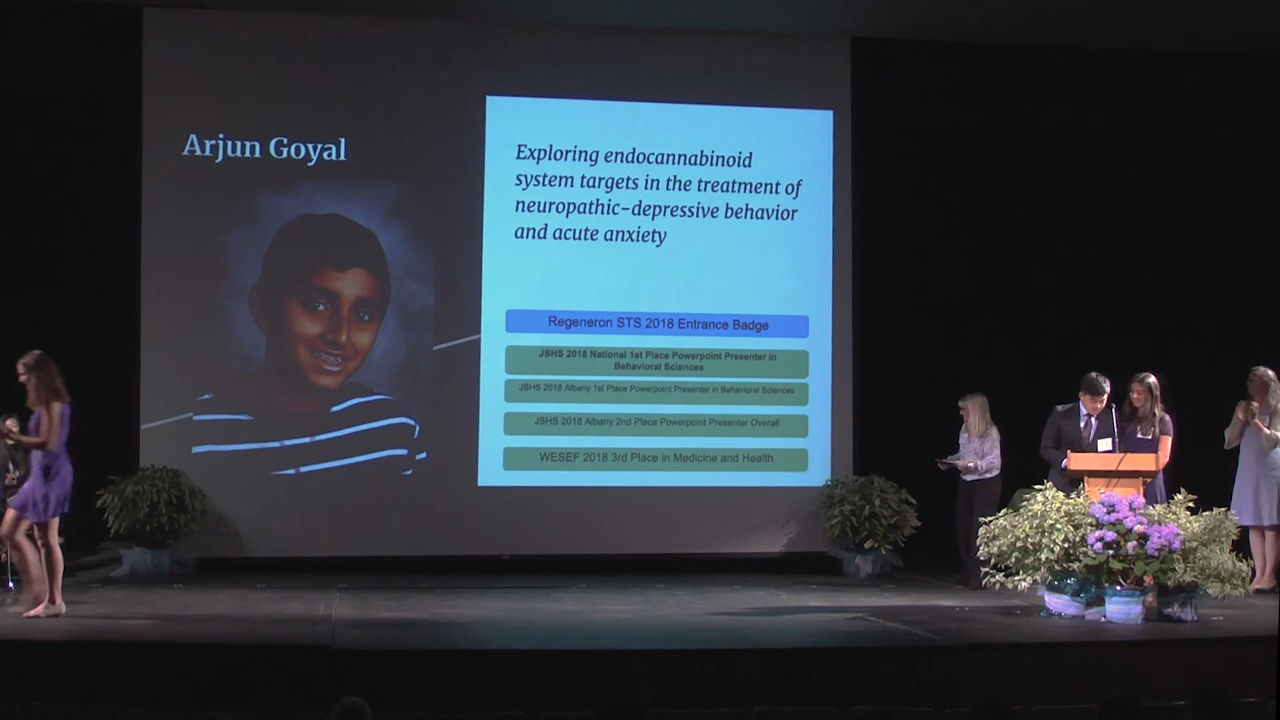 Arjun Goyal
Exploring endocannabinoid
system targets in the treatment of
neuropathic-depressive behavior
and acute anxiety
Regeneron STS 2018 Entrance Badge
JSHS 2018 National 1st Place Powerpoint Presenter in
Behavioral Sciences
JSHS 2018 Albany 1st Place Powerpoint Presenter in Behavioral Sciences
JSHS 2018 Albany 2nd Place Powerpoint Presenter Overall
WESEF 2018 3rd Place in Medicine and Health